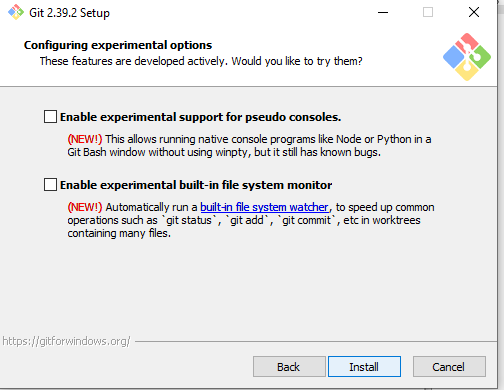 Git 2.39.2 Setup
Configuring experimental options
These features are developed actively. Would you like to try them?
Enable experimental support for pseudo consoles.
(NEW!) This allows running native console programs like Node or Python in a
Git Bash window without using winpty, but it still has known bugs.
Enable experimental built-in file system monitor
(NEW!) Automatically run a built-in file system watcher, to speed up common
operations such as `git status`, `git add`, `git commit`, etc in worktrees
containing many files.
https://gitforwindows.org/
Back
Install
Cancel